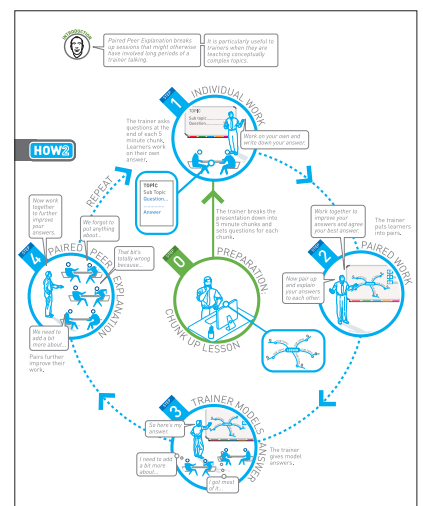 INTRODUCTION
Paired Peer Explanation breaks
up sessions that might otherwise
have involved long periods of a
trainer talking.
It is particularly useful to
trainers when they are
teaching conceptually
complex topics.
HOW2
STEP 1
INDIVIDUAL WORK
The trainer asks
questions at the
end of each 5
minute chunk.
Learners work
on their own
answer.
TOPIC
Sub topic
Question
Work on your own and
write down your answer.
TOPIC
Sub Topic
Question...
Answer
REPEAT
The trainer breaks the
presentation down into
5 minute chunks and
sets questions for each
chunk.
STEP 0
PREPARATION
CHUNK UP LESSON
STEP 2
PAIRED WORK
Work together to
improve your
answers and agree
your best answer.
The trainer
puts learners
into pairs.
Now pair up
and explain
your answers
to each other.
STEP 3
TRAINER MODELS ANSWER
So here's my
answer.
I need to add
a bit more
about...
I got most
of it...
The trainer
gives model
answers.
STEP 4
PAIRED PEER EXPLANATION
Now work
together
to further
improve
your
answers.
We forgot to
put anything
about...
That bit's
totally wrong
because...
We need to
add a bit
more about...
Pairs further
improve their
work.